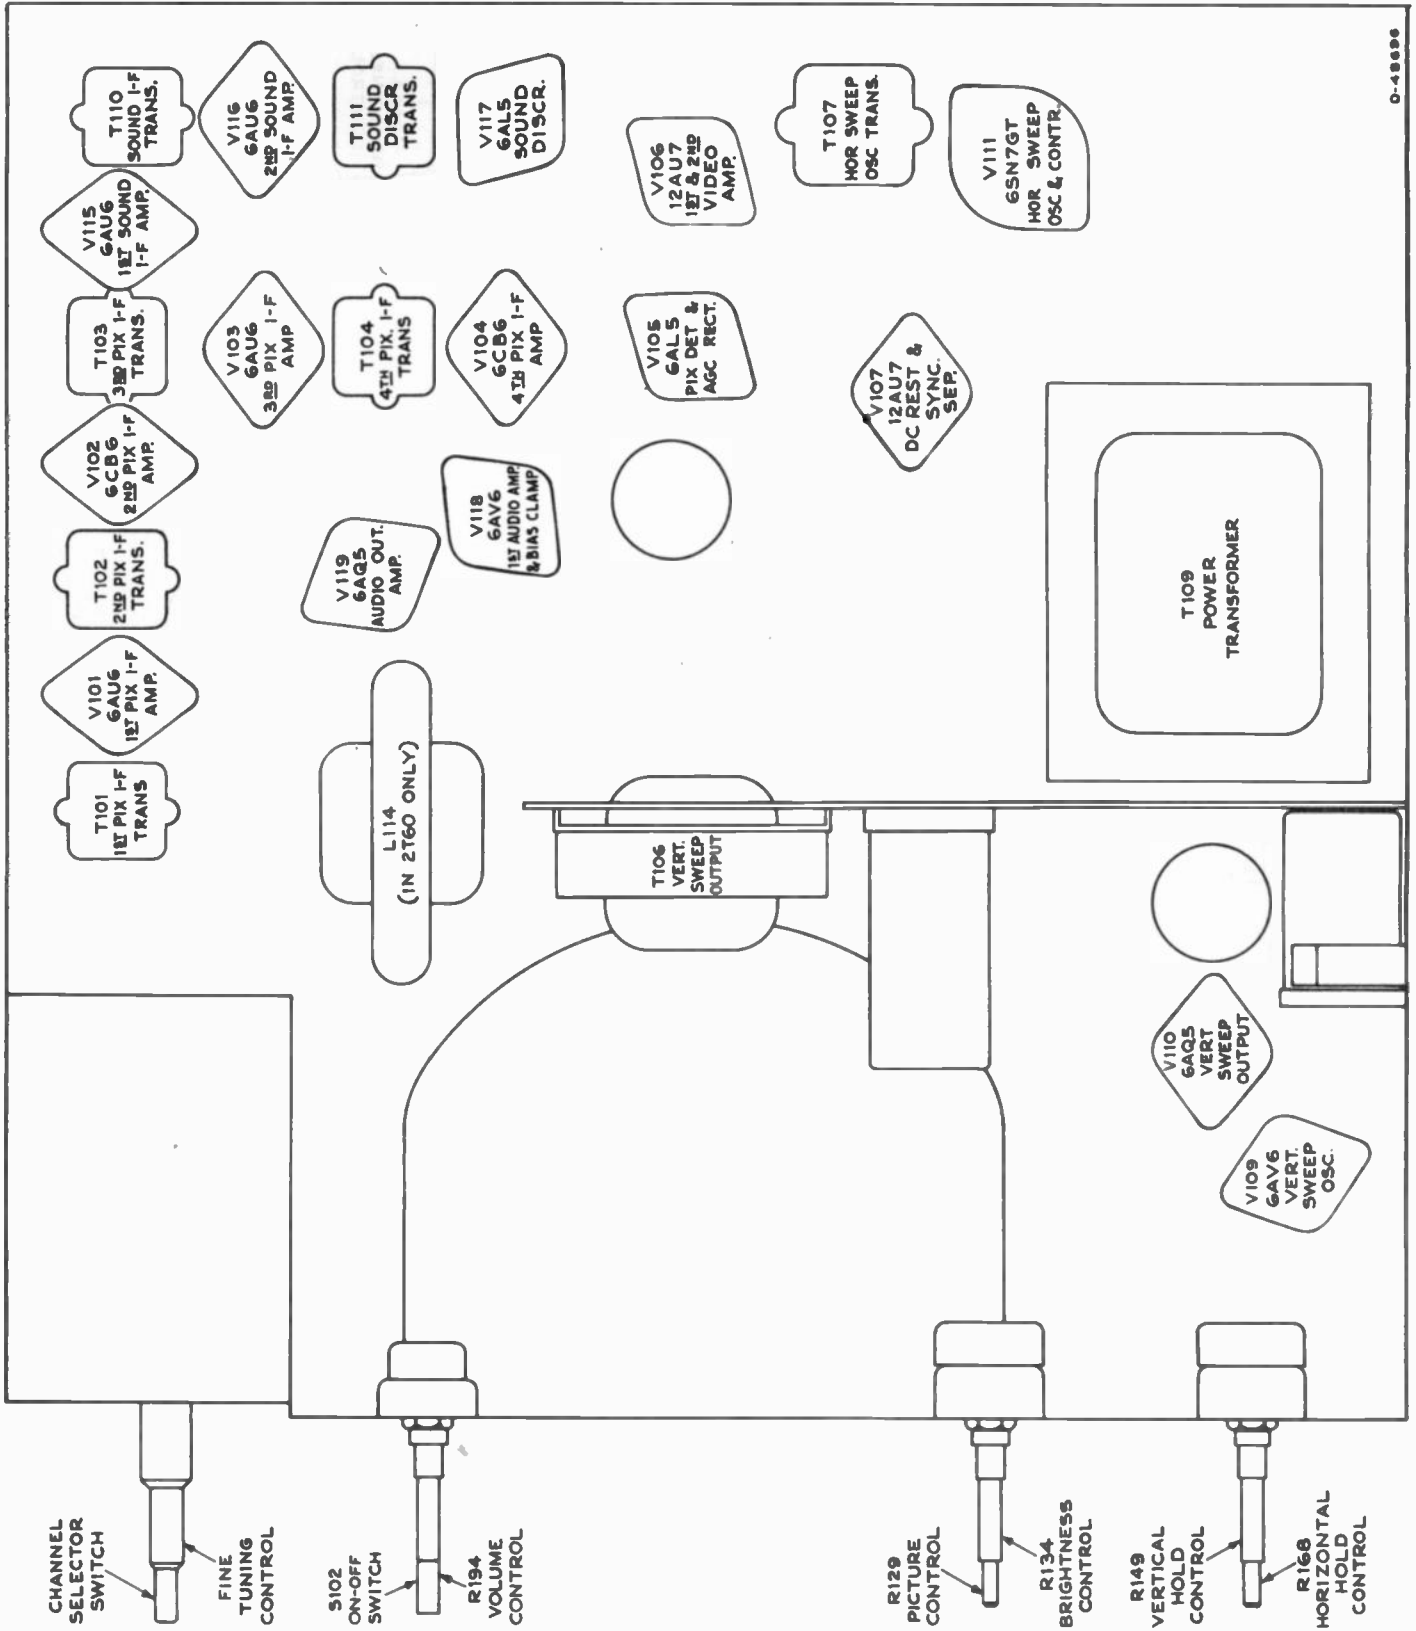 T110
SOUND I-F
TRANS.
V116
6AU6
2ND SOUND
I-F AMP.
T111
SOUND
DISCR
TRANS.
V117
6AL5
SOUND
DISCR.
V106
12AU7
1ST & 2ND
VIDEO
AMP.
T107
HOR SWEEP
OSC TRANS.
V111
6SN7GT
HOR SWEEP
OSC & CONTR.
D-48696
V115
6AU6
1ST SOUND
I-F AMP.
T103
3RD PIX I-F
TRANS.
V103
6AU6
3RD PIX I-F
AMP
T104
4TH PIX. I-F
TRANS
V104
6CB6
4TH PIX I-F
AMP
V105
6AL5
PIX DET &
AGC RECT.
V107
12AU7
DC REST &
SYNC.
SEP.
V102
6CB6
2ND PIX I-F
AMP.
T102
2ND PIX I-F
TRANS.
V119
6AQ5
AUDIO OUT.
AMP.
V118
6AV6
1ST AUDIO AMP.
& BIAS CLAMP
T109
POWER
TRANSFORMER
V101
6AU6
1ST PIX I-F
AMP.
T101
1ST PIX I-F
TRANS
L114
(IN 2T60 ONLY)
T106
VERT.
SWEEP
OUTPUT
V110
6AQ5
VERT
SWEEP
OUTPUT
V109
6AV6
VERT.
SWEEP
OSC.
CHANNEL
SELECTOR
SWITCH
FINE
TUNING
CONTROL
S102
ON-OFF
SWITCH
R194
VOLUME
CONTROL
R129
PICTURE
CONTROL
R134
BRIGHTNESS
CONTROL
R149
VERTICAL
HOLD
CONTROL
R168
HORIZONTAL
HOLD
CONTROL